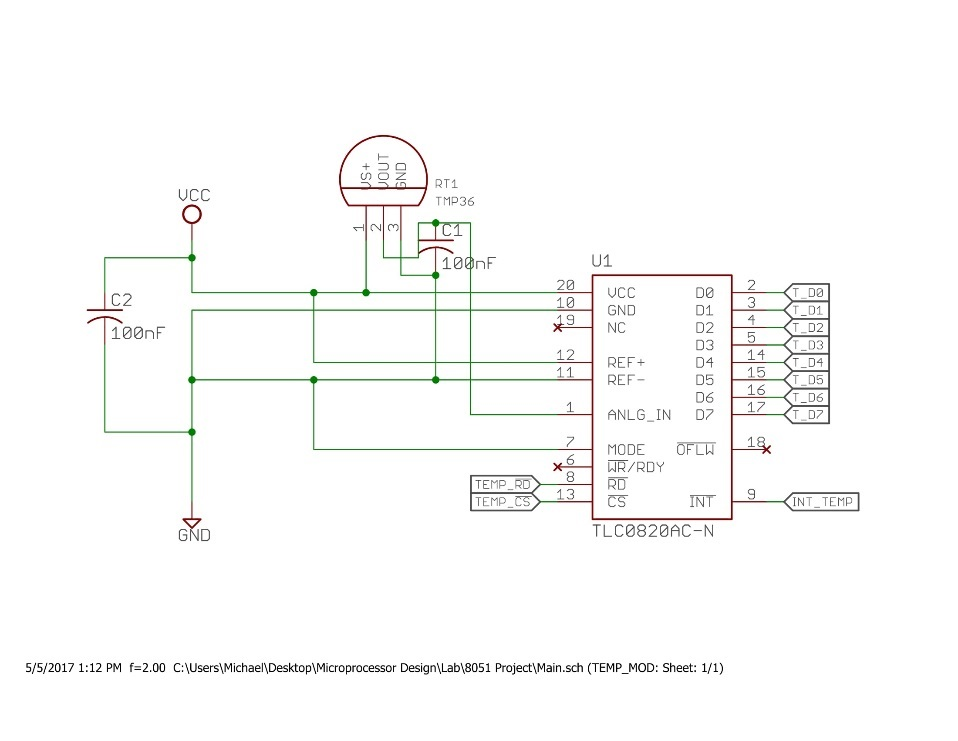 VS+
VOUT
GND
RT1
TMP36
VCC
1
2
3
C1
100nF
C2
100nF
U1
20 VCC D0 2 T_D0
10 GND D1 3 T_D1
19 NC D2 4 T_D2
D3 5 T_D3
12 REF+ D4 14 T_D4
11 REF- D5 15 T_D5
D6 16 T_D6
1 ANLG_IN D7 17 T_D7
7 MODE OFLW 18
6 WR/RDY
TEMP_RD 8 RD
TEMP_CS 13 CS INT 9 INT_TEMP
TLC0820AC-N
GND
5/5/2017 1:12 PM f=2.00 C:\Users\Michael\Desktop\Microprocessor Design\Lab\8051 Project\Main.sch (TEMP_MOD: Sheet: 1/1)